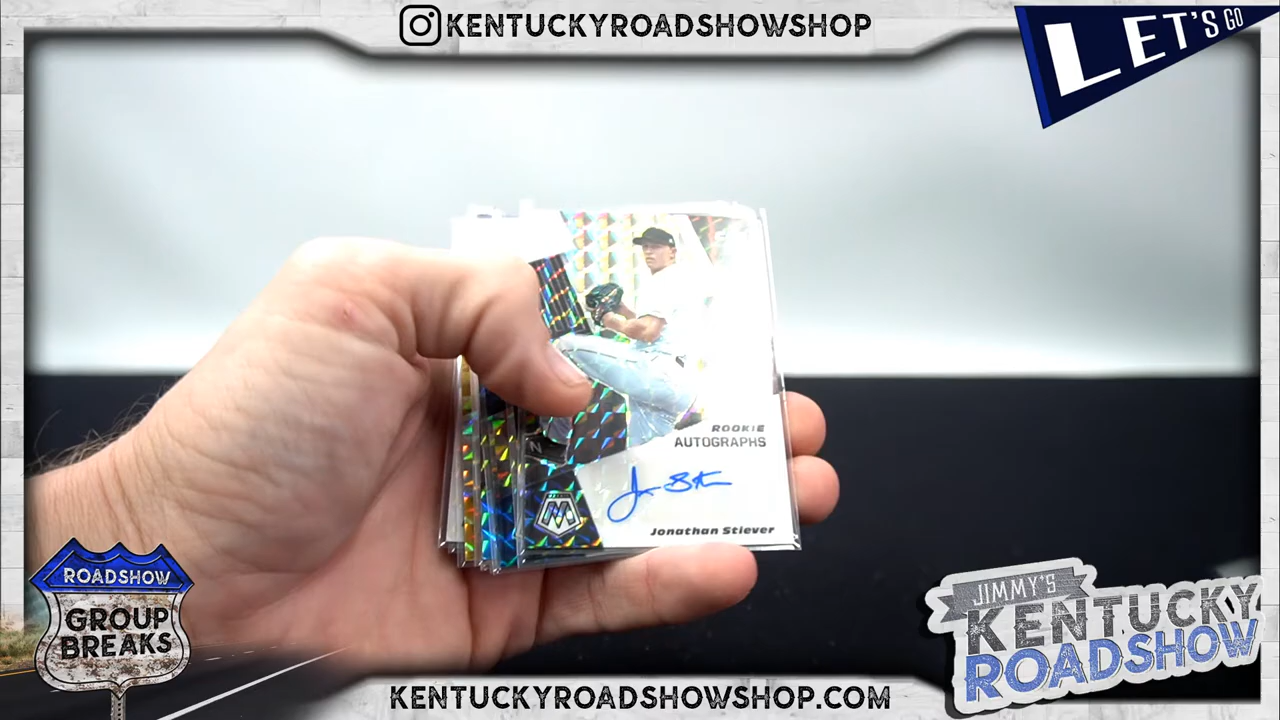 KENTUCKYROADSHOWSHOP
LET'S GO
ROOKIE
AUTOGRAPHS
Jonathan Stiever
ROADSHOW
GROUP
BREAKS
JIMMY'S
KENTUCKY
ROADSHOW
KENTUCKYROADSHOWSHOP.COM